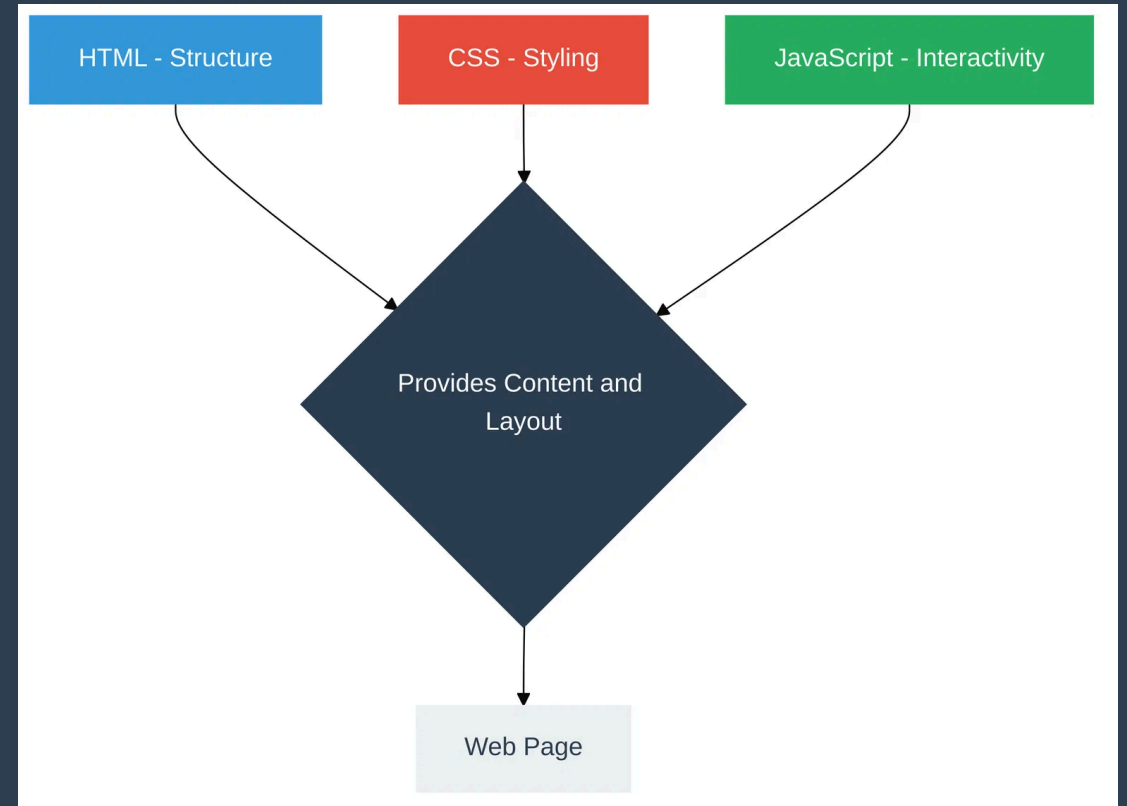 HTML - Structure
CSS - Styling
JavaScript - Interactivity
Provides Content and
Layout
Web Page